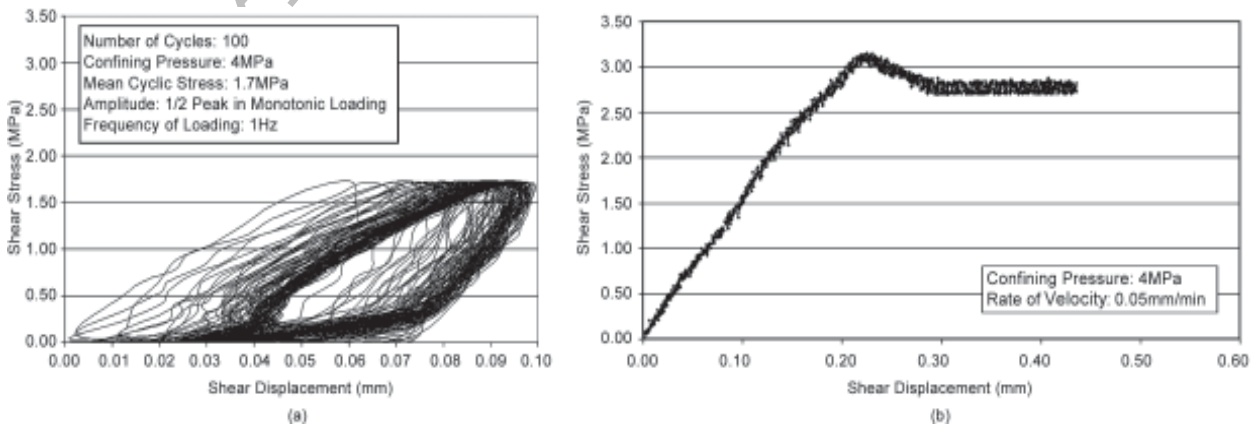 3.50
3.00
2.50
2.00
1.50
1.00
0.50
0.00
Shear Stress (MPa)
Number of Cycles: 100
Confining Pressure: 4MPa
Mean Cyclic Stress: 1.7MPa
Amplitude: 1/2 Peak in Monotonic Loading
Frequency of Loading: 1Hz
0.00 0.01 0.02 0.03 0.04 0.05 0.06 0.07 0.08 0.09 0.10
Shear Displacement (mm)
(a)
3.50
3.00
2.50
2.00
1.50
1.00
0.50
0.00
Shear Stress (MPa)
Confining Pressure: 4MPa
Rate of Velocity: 0.05mm/min
0.00 0.10 0.20 0.30 0.40 0.50 0.60
Shear Displacement (mm)
(b)